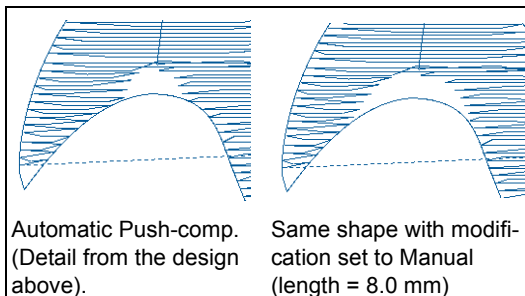 Automatic Push-comp.
(Detail from the design
above).
Same shape with modifi-
cation set to Manual
(length = 8.0 mm)